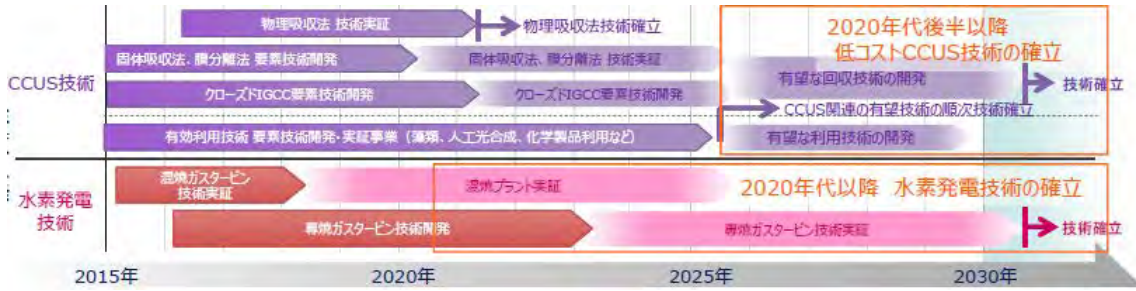 物理吸収法 技術実証
物理吸収法技術確立
2020年代後半以降
低コストCCUS技術の確立
CCUS技術
固体吸収法、膜分離法 要素技術開発
固体吸収法、膜分離法 技術実証
有望な回収技術の開発
技術確立
クローズドIGCC要素技術開発
クローズドIGCC技術実証
CCUS関連の有望技術の順次技術確立
有効利用技術 要素技術開発・実証事業（藻類、人工光合成、化学製品利用など）
有望な利用技術の開発
水素発電
技術
混焼ガスタービン
技術実証
混焼プラント実証
2020年代以降 水素発電技術の確立
専焼ガスタービン技術開発
専焼ガスタービン技術実証
技術確立
2015年
2020年
2025年
2030年